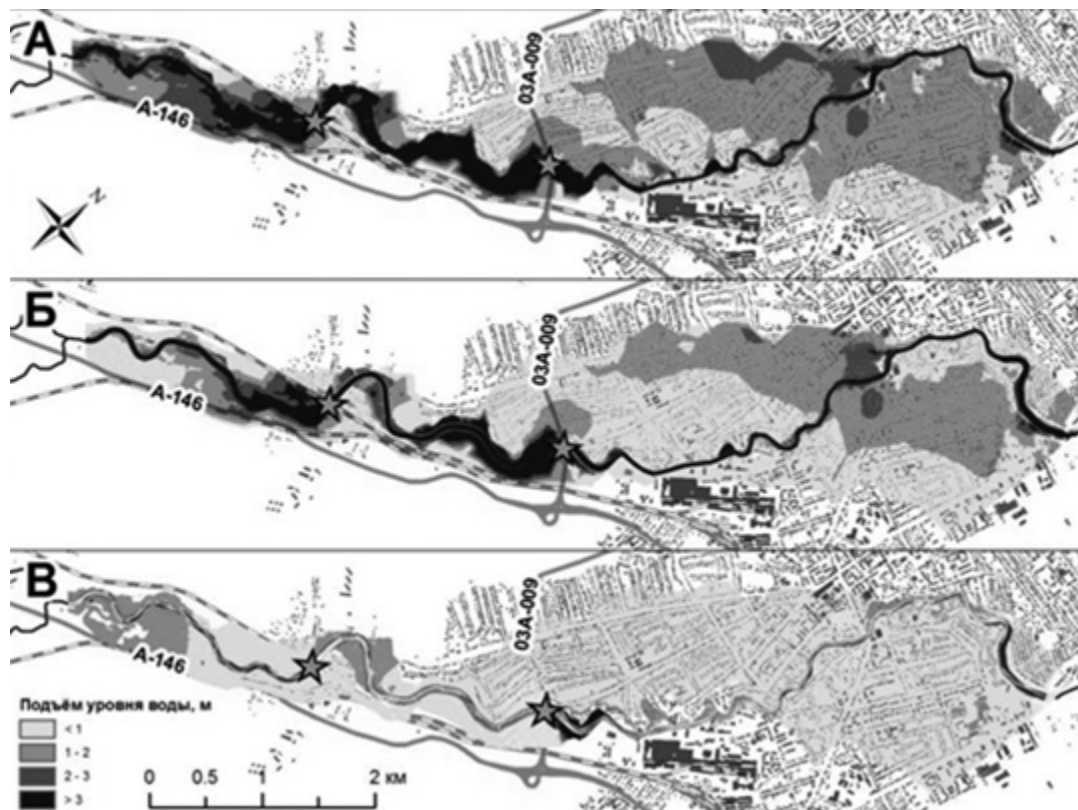 А
03А-009
А-146
N
Б
03А-009
А-146
В
03А-009
А-146
Подъём уровня воды, м
< 1
1 - 2
2 - 3
> 3
0 0.5 1 2 км